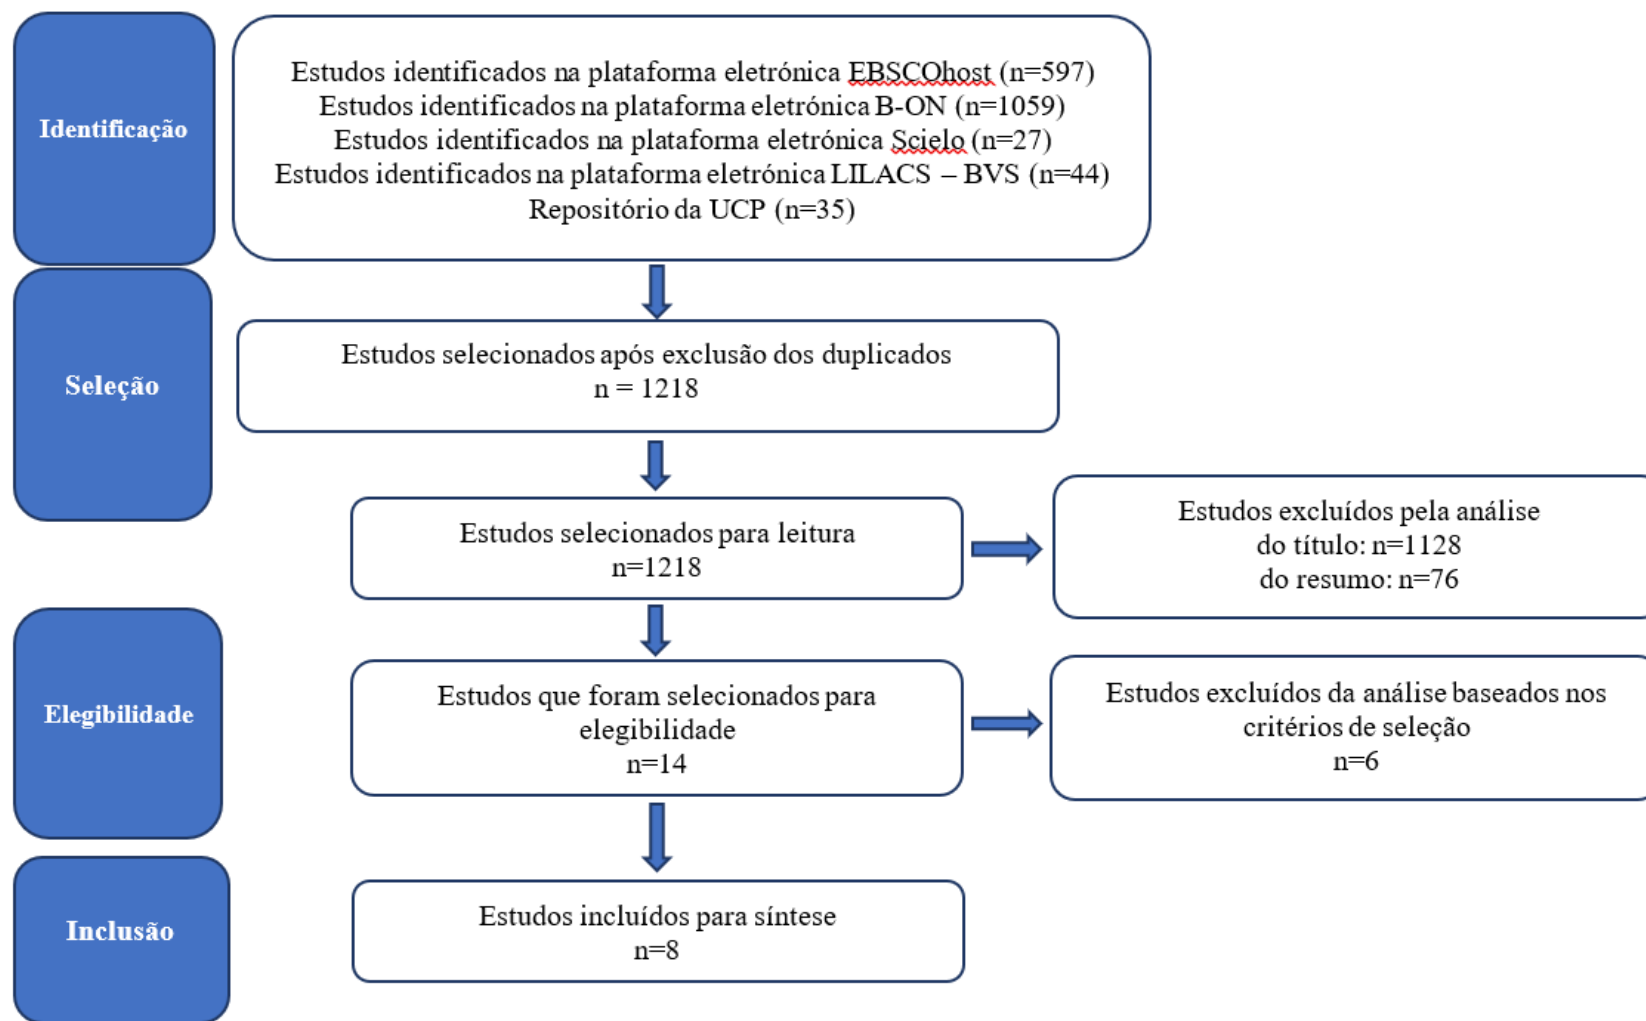 Identificação
Estudos identificados na plataforma eletrónica EBSCOhost (n=597)
Estudos identificados na plataforma eletrónica B-ON (n=1059)
Estudos identificados na plataforma eletrónica Scielo (n=27)
Estudos identificados na plataforma eletrónica LILACS – BVS (n=44)
Repositório da UCP (n=35)
Seleção
Estudos selecionados após exclusão dos duplicados
n = 1218
Estudos selecionados para leitura
n=1218
Estudos excluídos pela análise
do título: n=1128
do resumo: n=76
Elegibilidade
Estudos que foram selecionados para
elegibilidade
n=14
Estudos excluídos da análise baseados nos
critérios de seleção
n=6
Inclusão
Estudos incluídos para síntese
n=8